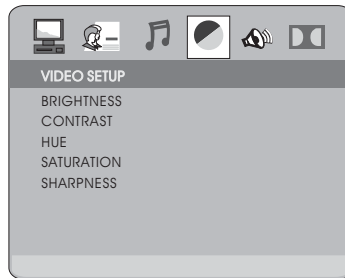 VIDEO SETUP
BRIGHTNESS
CONTRAST
HUE
SATURATION
SHARPNESS